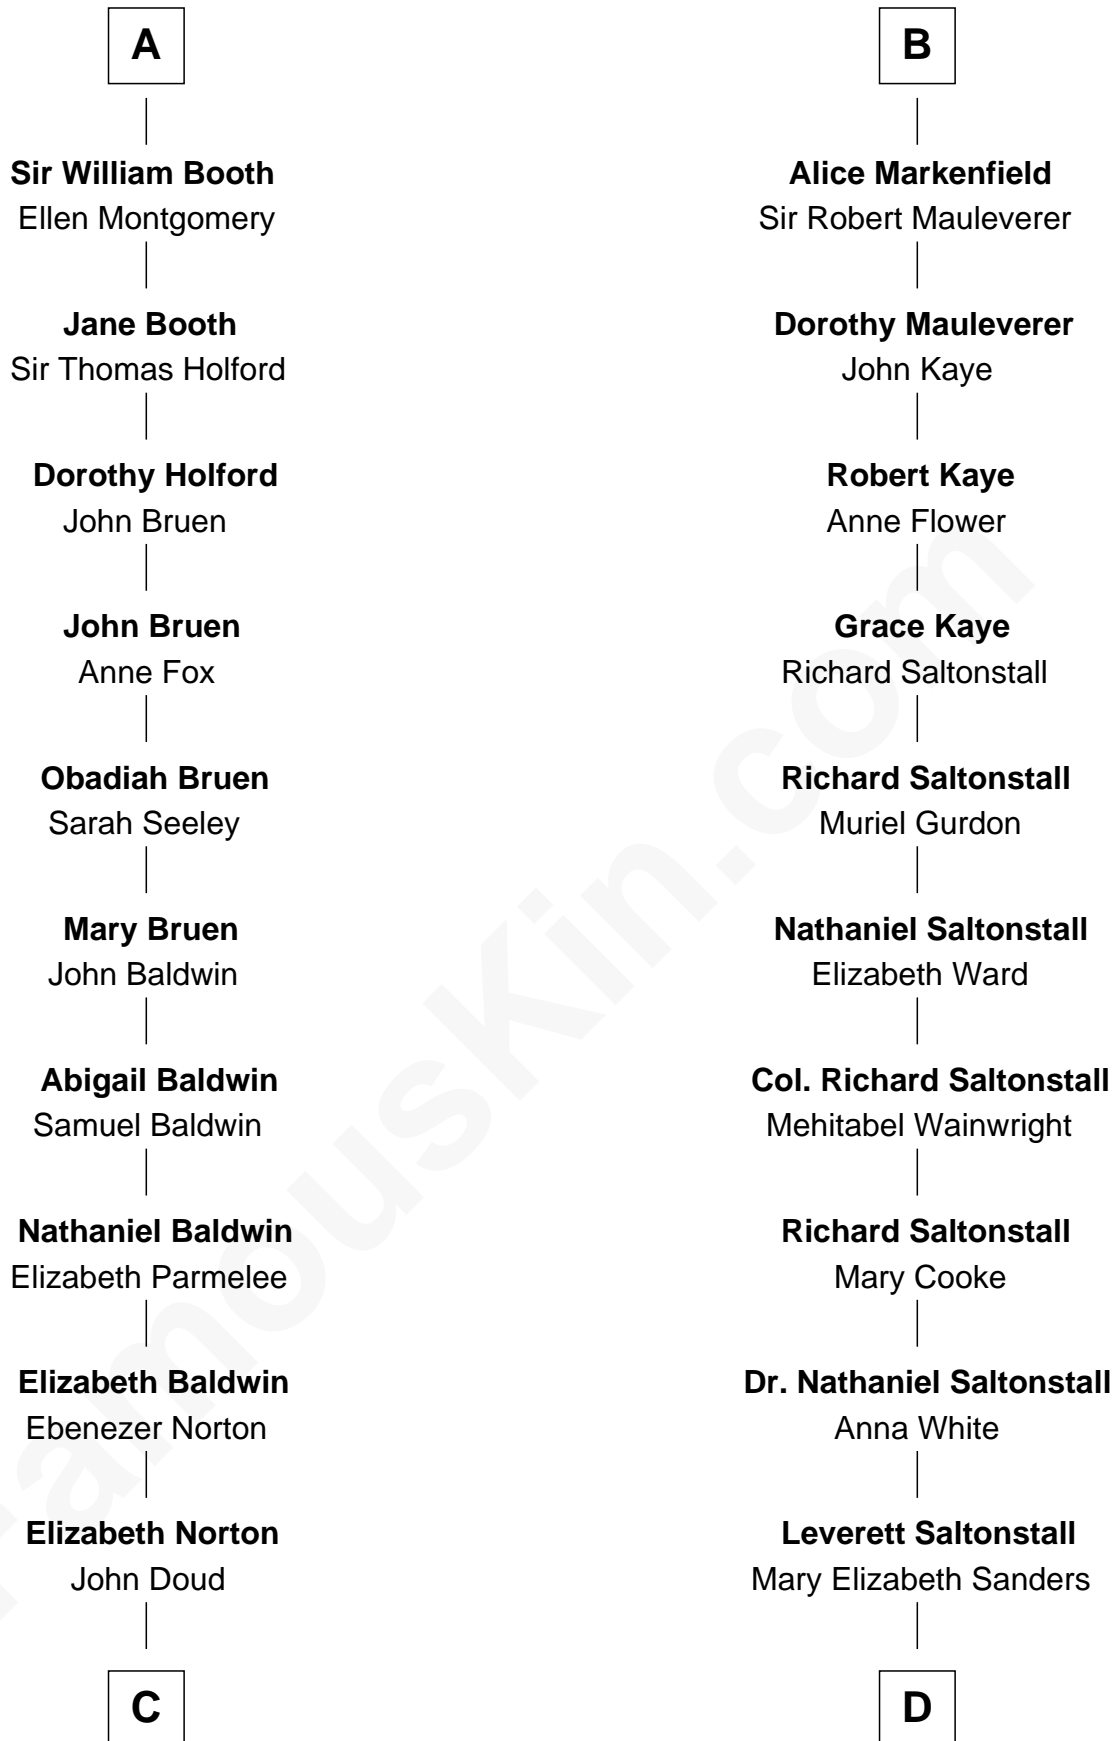 A
Sir William Booth
Ellen Montgomery
Jane Booth
Sir Thomas Holford
Dorothy Holford
John Bruen
John Bruen
Anne Fox
Obadiah Bruen
Sarah Seeley
Mary Bruen
John Baldwin
Abigail Baldwin
Samuel Baldwin
Nathaniel Baldwin
Elizabeth Parmelee
Elizabeth Baldwin
Ebenezer Norton
Elizabeth Norton
John Doud
C
B
Alice Markenfield
Sir Robert Mauleverer
Dorothy Mauleverer
John Kaye
Robert Kaye
Anne Flower
Grace Kaye
Richard Saltonstall
Richard Saltonstall
Muriel Gurdon
Nathaniel Saltonstall
Elizabeth Ward
Col. Richard Saltonstall
Mehitabel Wainwright
Richard Saltonstall
Mary Cooke
Dr. Nathaniel Saltonstall
Anna White
Leverett Saltonstall
Mary Elizabeth Sanders
D
FamousKin.com